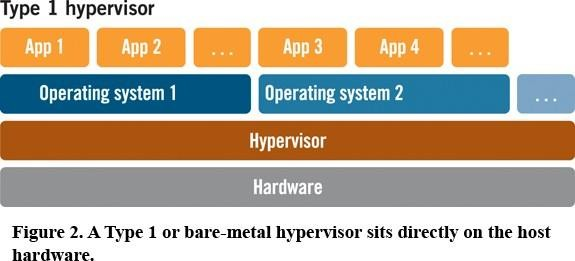 Type 1 hypervisor
App 1 App 2 ... App 3 App 4 ...
Operating system 1 Operating system 2 ...
Hypervisor
Hardware
Figure 2. A Type 1 or bare-metal hypervisor sits directly on the host
hardware.